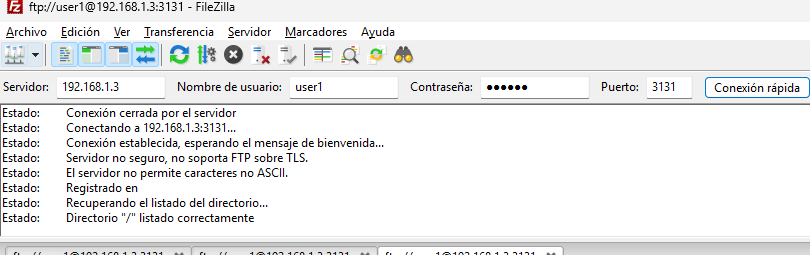 ftp://user1@192.168.1.3:3131 - FileZilla
Archivo Edición Ver Transferencia Servidor Marcadores Ayuda
Servidor: 192.168.1.3 Nombre de usuario: user1 Contraseña: ●●●●●● Puerto: 3131 Conexión rápida
Estado: Conexión cerrada por el servidor
Estado: Conectando a 192.168.1.3:3131...
Estado: Conexión establecida, esperando el mensaje de bienvenida...
Estado: Servidor no seguro, no soporta FTP sobre TLS.
Estado: El servidor no permite caracteres no ASCII.
Estado: Registrado en
Estado: Recuperando el listado del directorio...
Estado: Directorio "/" listado correctamente